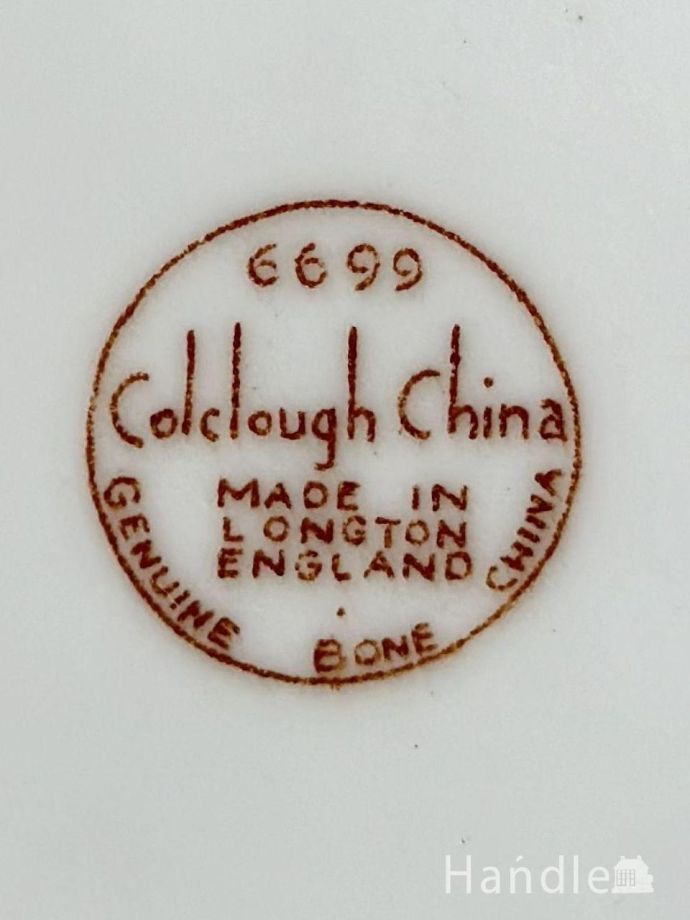 6699
Colclough China
MADE IN
LONGTON
ENGLAND
GENUINE BONE CHINA
Handle